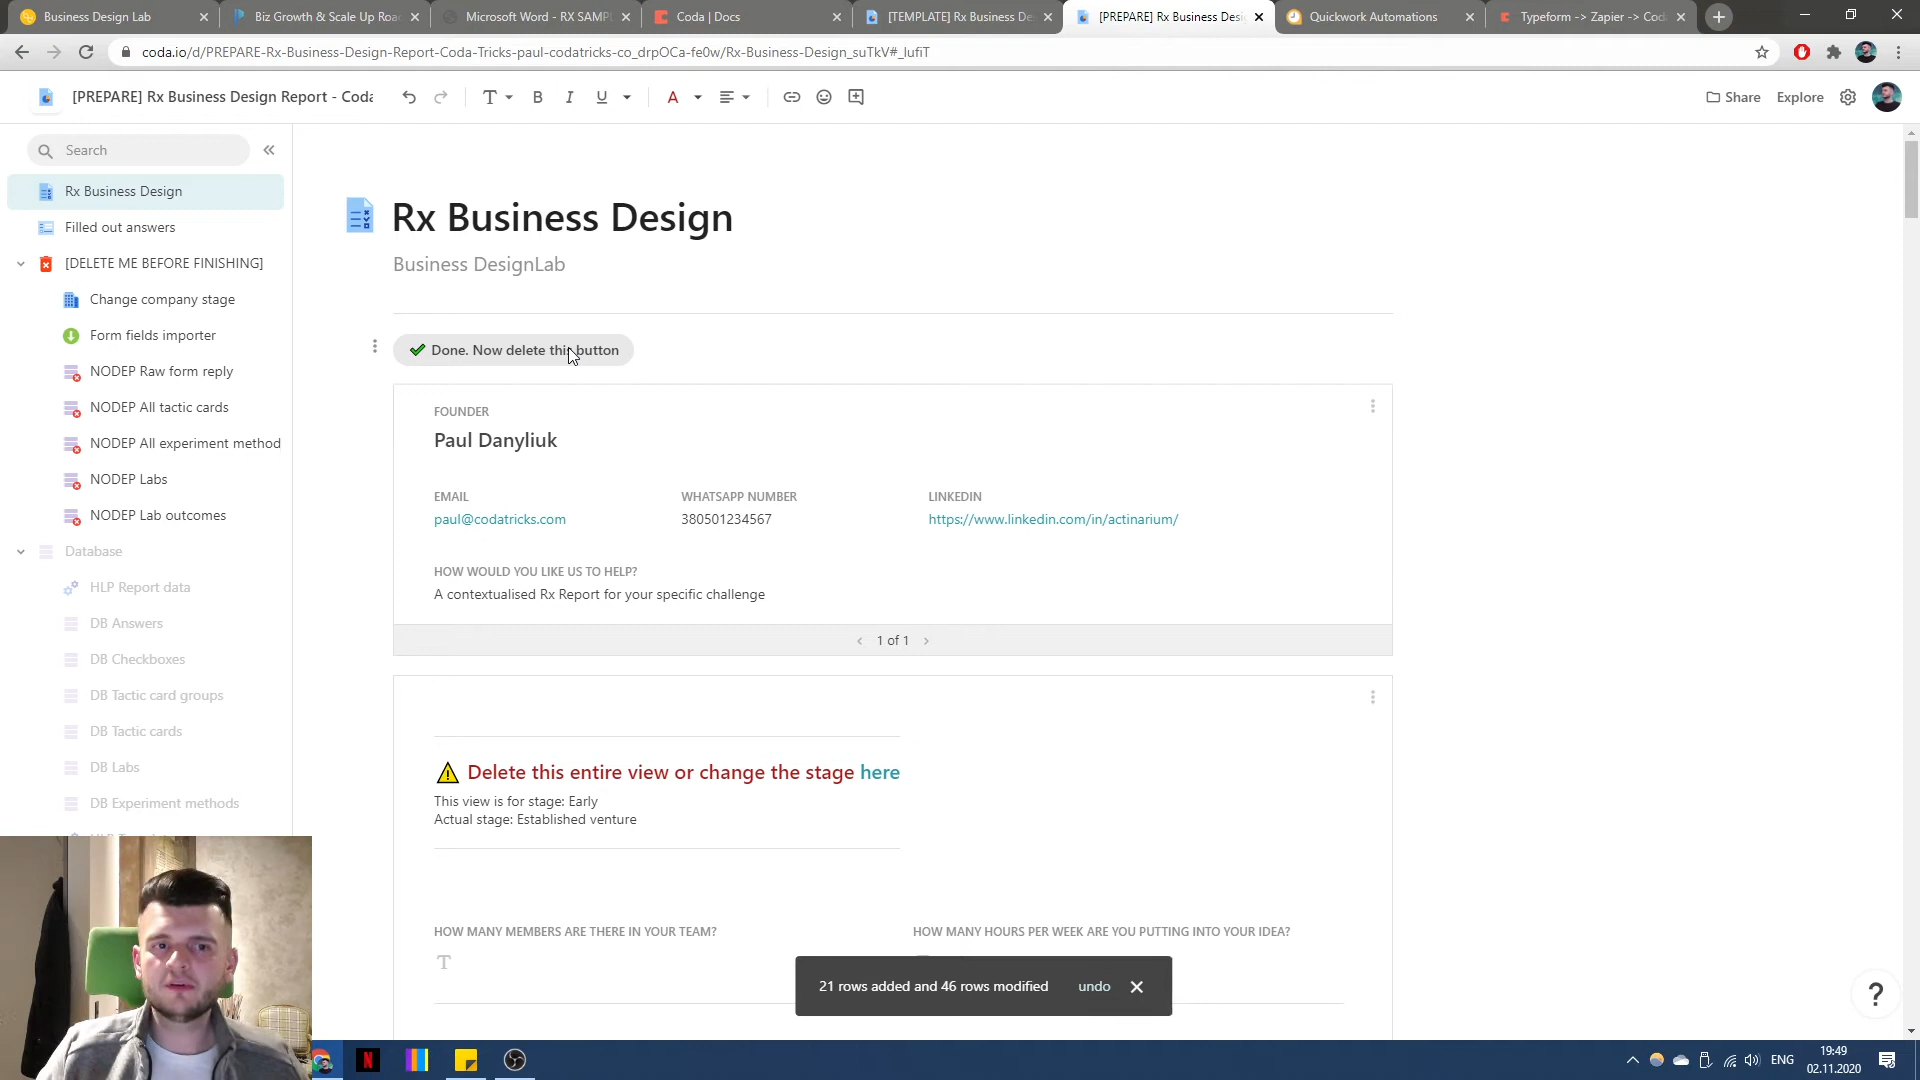 Business Design Lab
Biz Growth & Scale Up Roa
Microsoft Word - RX SAMPL
Coda | Docs
[TEMPLATE] Rx Business De
[PREPARE] Rx Business Desi
Quickwork Automations
Typeform -> Zapier -> Cod
coda.io/d/PREPARE-Rx-Business-Design-Report-Coda-Tricks-paul-codatricks-co_drpOCa-fe0w/Rx-Business-Design_suTkV#_lufiT
[PREPARE] Rx Business Design Report - Coda
Share
Explore
Search
Rx Business Design
Filled out answers
[DELETE ME BEFORE FINISHING]
Change company stage
Form fields importer
NODEP Raw form reply
NODEP All tactic cards
NODEP All experiment method
NODEP Labs
NODEP Lab outcomes
Database
HLP Report data
DB Answers
DB Checkboxes
DB Tactic card groups
DB Tactic cards
DB Labs
DB Experiment methods
Rx Business Design
Business DesignLab
Done. Now delete this button
FOUNDER
Paul Danyliuk
EMAIL
WHATSAPP NUMBER
LINKEDIN
paul@codatricks.com
380501234567
https://www.linkedin.com/in/actinarium/
HOW WOULD YOU LIKE US TO HELP?
A contextualised Rx Report for your specific challenge
1 of 1
Delete this entire view or change the stage here
This view is for stage: Early
Actual stage: Established venture
HOW MANY MEMBERS ARE THERE IN YOUR TEAM?
HOW MANY HOURS PER WEEK ARE YOU PUTTING INTO YOUR IDEA?
21 rows added and 46 rows modified
undo
ENG
19:49
02.11.2020